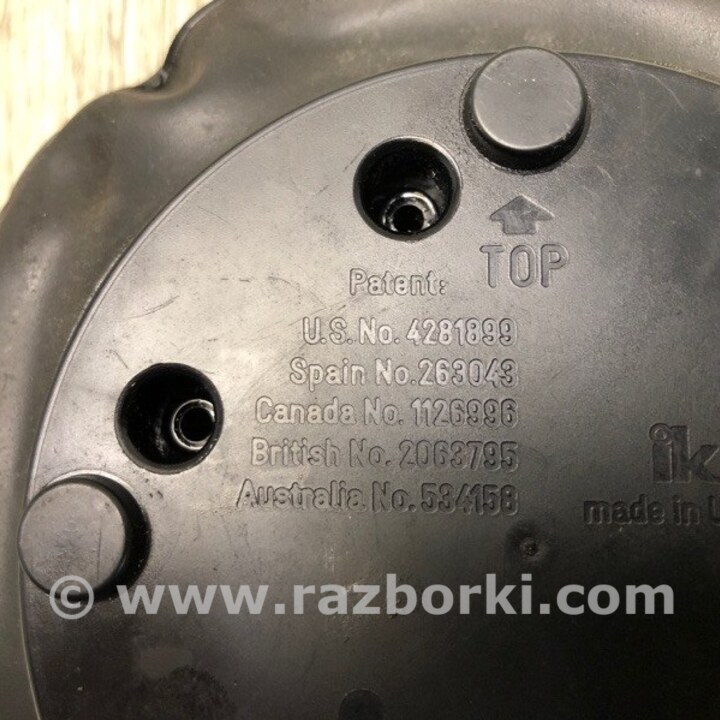 TOP
Patent:
U.S. No. 4281899
Spain No. 263043
Canada No. 1126996
British No. 2063795
Australia No. 534158
made in
© www.razborki.com